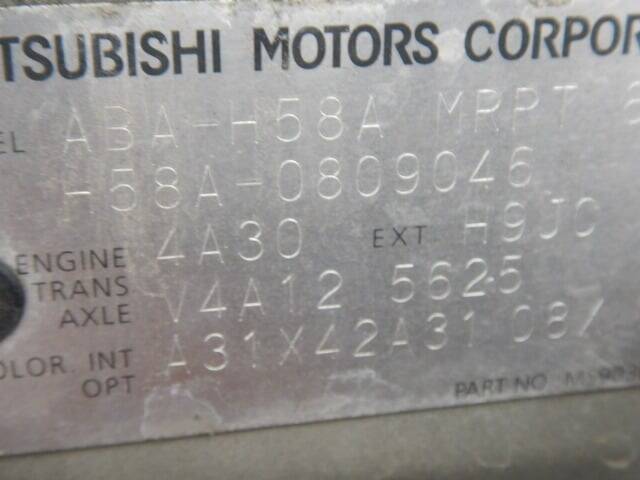 TSUBISHI MOTORS CORPOR
EL ABA-H58A MRPT
H58A-0809046
ENGINE 4A30 EXT H9JC
TRANS AXLE V4A12 5625
OLOR INT OPT A31X42A31 08
PART NO